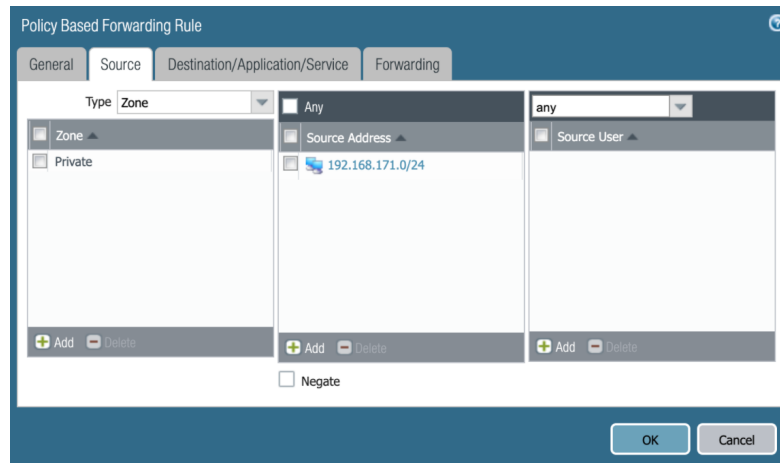 Policy Based Forwarding Rule
General Source Destination/Application/Service Forwarding
Type Zone
Any
any
Zone
Source Address
Source User
Private
192.168.171.0/24
Add Delete
Add Delete
Add Delete
Negate
OK Cancel